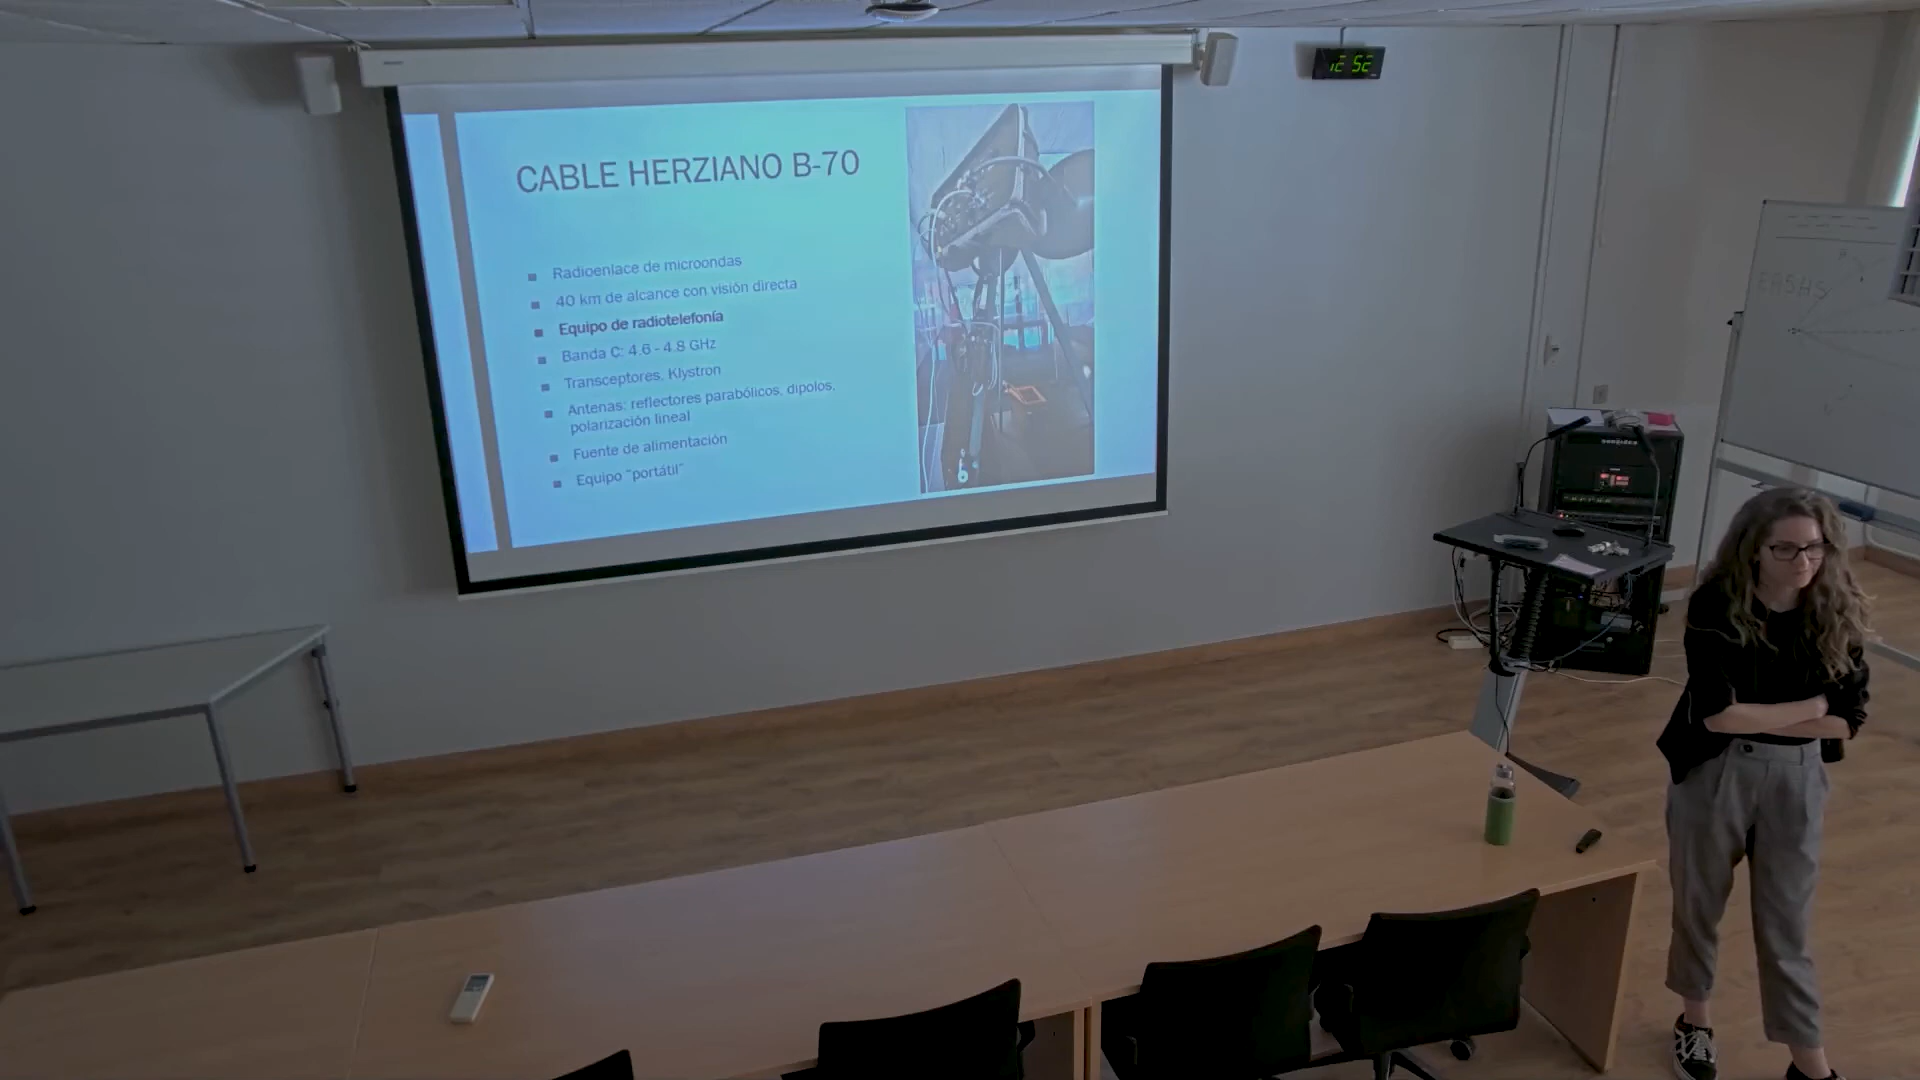 CABLE HERZIANO B-70
Radioenlace de microondas
40 km de alcance con visión directa
Equipo de radiotelefonía
Banda C: 4.6 - 4.8 GHz
Transceptores, Klystron
Antenas: reflectores parabólicos, dipolos,
polarización lineal
Fuente de alimentación
Equipo "portátil"